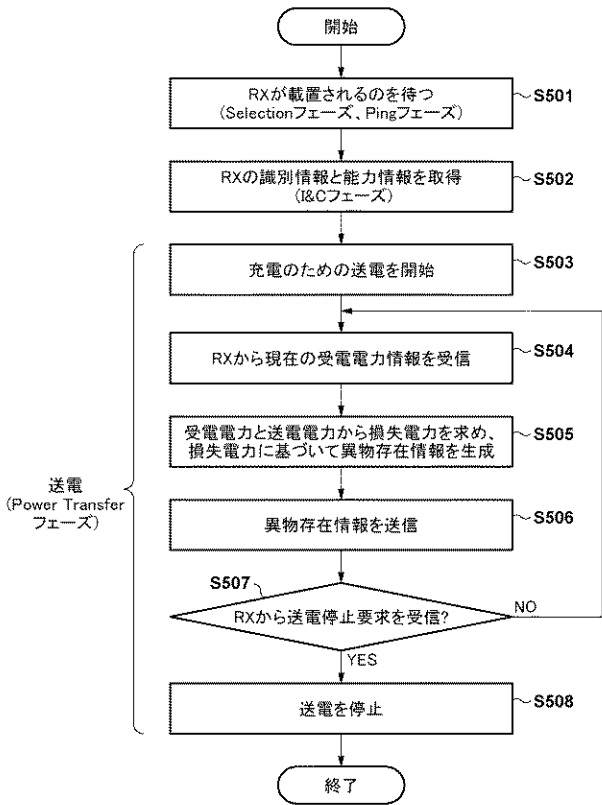 開始
RXが載置されるのを待つ
(Selectionフェーズ、Pingフェーズ)
S501
RXの識別情報と能力情報を取得
(I&Cフェーズ)
S502
充電のための送電を開始
S503
RXから現在の受電電力情報を受信
S504
受電電力と送電電力から損失電力を求め、
損失電力に基づいて異物存在情報を生成
S505
送電
(Power Transfer
フェーズ)
異物存在情報を送信
S506
S507
RXから送電停止要求を受信?
NO
YES
送電を停止
S508
終了